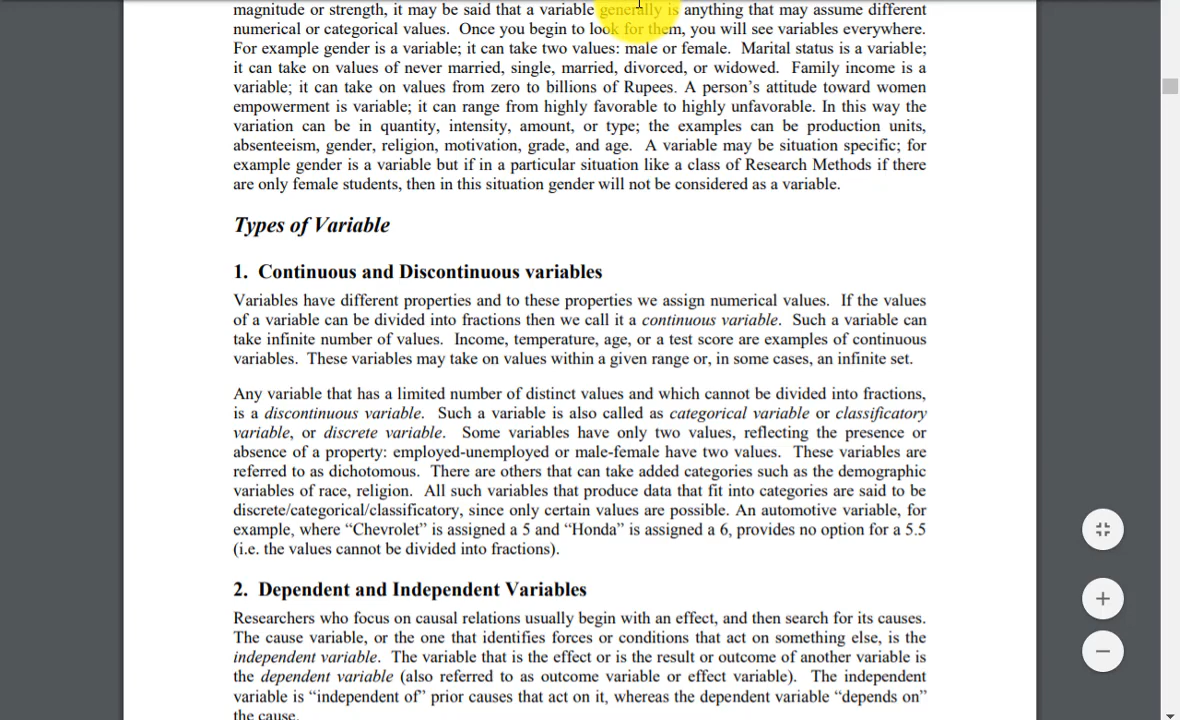 magnitude or strength, it may be said that a variable generally is anything that may assume different
numerical or categorical values.  Once you begin to look for them, you will see variables everywhere.
For example gender is a variable; it can take two values: male or female.  Marital status is a variable;
it can take on values of never married, single, married, divorced, or widowed.  Family income is a
variable; it can take on values from zero to billions of Rupees. A person’s attitude toward women
empowerment is variable; it can range from highly favorable to highly unfavorable. In this way the
variation can be in quantity, intensity, amount, or type; the examples can be production units,
absenteeism, gender, religion, motivation, grade, and age.  A variable may be situation specific; for
example gender is a variable but if in a particular situation like a class of Research Methods if there
are only female students, then in this situation gender will not be considered as a variable.
Types of Variable
1.  Continuous and Discontinuous variables
Variables have different properties and to these properties we assign numerical values.  If the values
of a variable can be divided into fractions then we call it a continuous variable.  Such a variable can
take infinite number of values.  Income, temperature, age, or a test score are examples of continuous
variables.  These variables may take on values within a given range or, in some cases, an infinite set.
Any variable that has a limited number of distinct values and which cannot be divided into fractions,
is a discontinuous variable.  Such a variable is also called as categorical variable or classificatory
variable, or discrete variable.  Some variables have only two values, reflecting the presence or
absence of a property: employed-unemployed or male-female have two values.  These variables are
referred to as dichotomous.  There are others that can take added categories such as the demographic
variables of race, religion.  All such variables that produce data that fit into categories are said to be
discrete/categorical/classificatory, since only certain values are possible. An automotive variable, for
example, where “Chevrolet” is assigned a 5 and “Honda” is assigned a 6, provides no option for a 5.5
(i.e. the values cannot be divided into fractions).
2.  Dependent and Independent Variables
Researchers who focus on causal relations usually begin with an effect, and then search for its causes.
The cause variable, or the one that identifies forces or conditions that act on something else, is the
independent variable.  The variable that is the effect or is the result or outcome of another variable is
the dependent variable (also referred to as outcome variable or effect variable).  The independent
variable is “independent of” prior causes that act on it, whereas the dependent variable “depends on”
the cause.